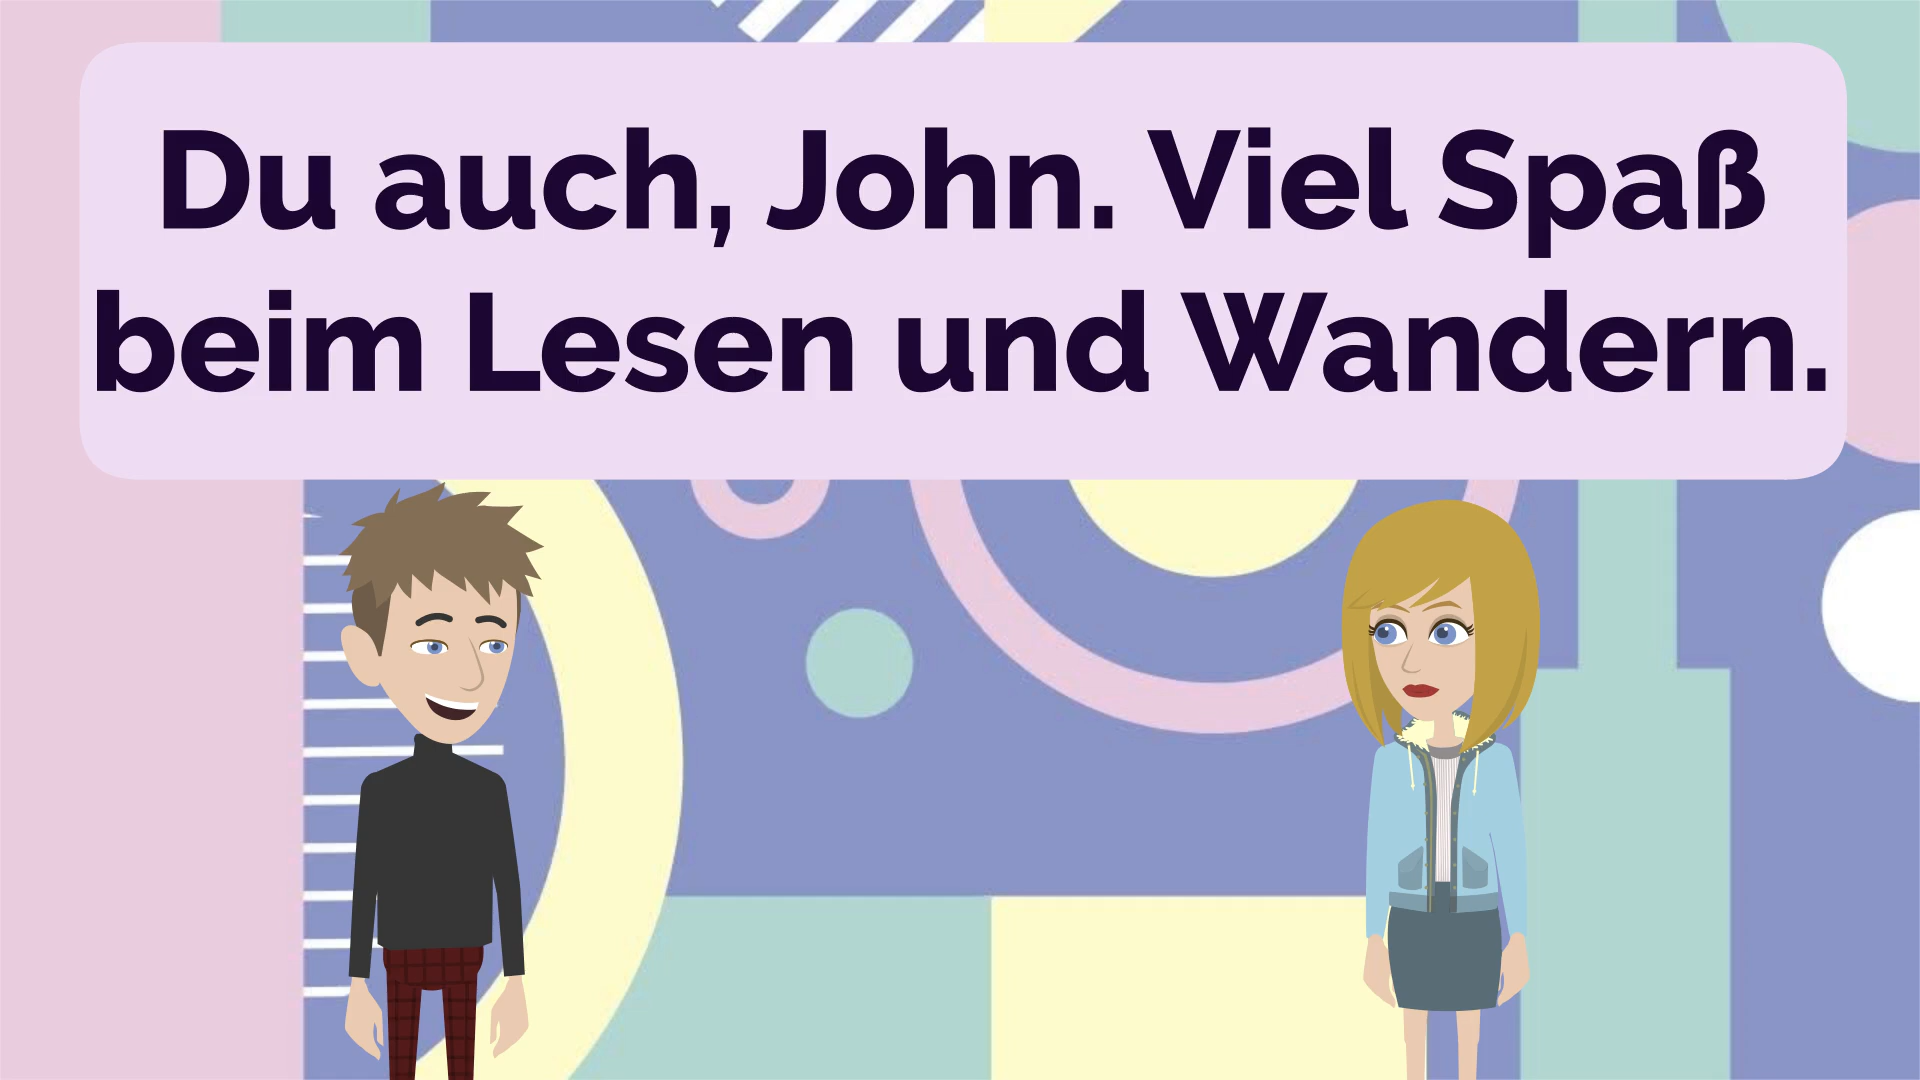 Du auch, John. Viel Spaß
beim Lesen und Wandern.